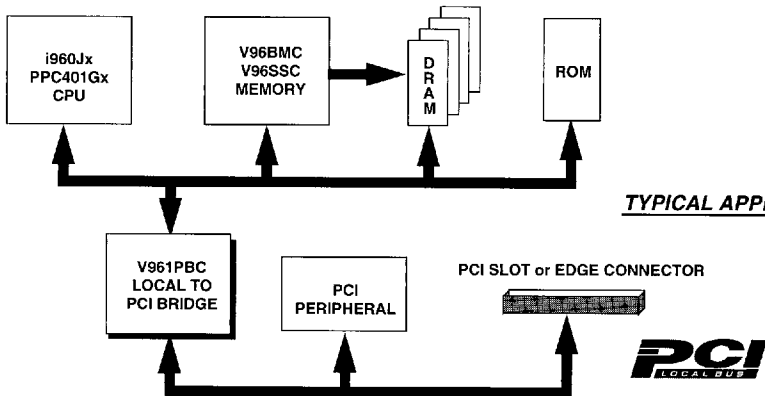 i960Jx
PPC401Gx
CPU
V96BMC
V96SSC
MEMORY
DRAM
ROM
TYPICAL APP
V961PBC
LOCAL TO
PCI BRIDGE
PCI
PERIPHERAL
PCI SLOT or EDGE CONNECTOR
PCI
LOCAL BUS